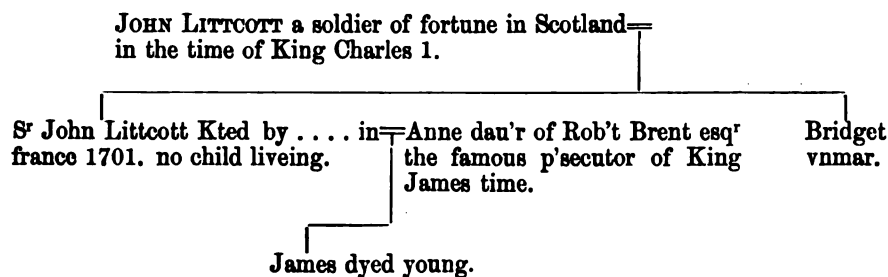 JOHN LITTCOTT a soldier of fortune in Scotland
in the time of King Charles 1.
Sr John Littcott Kted by .... in
france 1701. no child liveing.
Anne dau'r of Rob't Brent esqr
the famous p'secutor of King
James time.
Bridget
vnmar.
James dyed young.